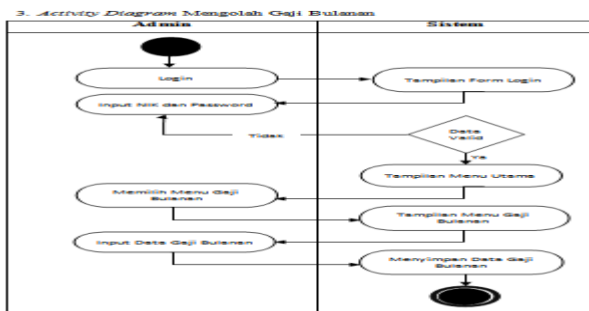 3. Activity Diagram Mengolah Gaji Bulanan
Admin
Sistem
Login
Tampilan Form Login
Input NIK dan Password
Tidak
Data
Valid
Ya
Tampilan Menu Utama
Memilih Menu Gaji
Bulanan
Tampilan Menu Gaji
Bulanan
Input Data Gaji Bulanan
Menyimpan Data Gaji
Bulanan